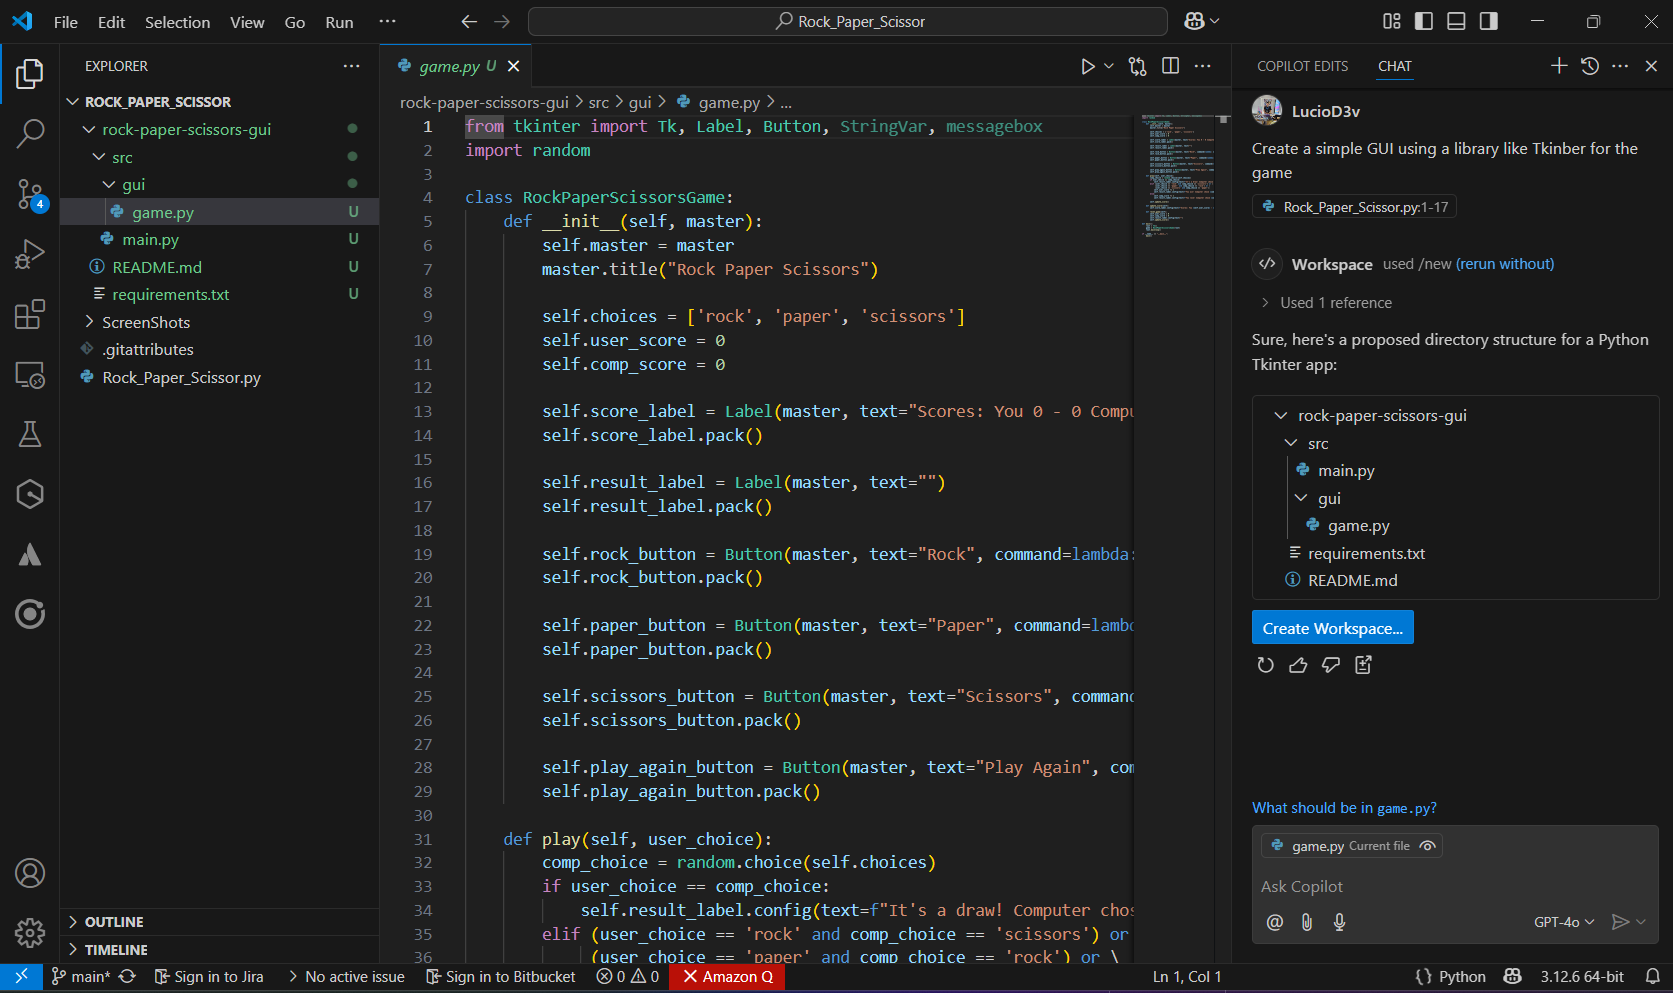 File Edit Selection View Go Run ···
Rock_Paper_Scissor
EXPLORER
ROCK_PAPER_SCISSOR
rock-paper-scissors-gui
src
gui
game.py U
main.py U
README.md U
requirements.txt U
ScreenShots
.gitattributes
Rock_Paper_Scissor.py
OUTLINE
TIMELINE
4
game.py U
rock-paper-scissors-gui > src > gui > game.py > ...
1 from tkinter import Tk, Label, Button, StringVar, messagebox
2 import random
3
4 class RockPaperScissorsGame:
5 def __init__(self, master):
6 self.master = master
7 master.title("Rock Paper Scissors")
8
9 self.choices = ['rock', 'paper', 'scissors']
10 self.user_score = 0
11 self.comp_score = 0
12
13 self.score_label = Label(master, text="Scores: You 0 - 0 Compu
14 self.score_label.pack()
15
16 self.result_label = Label(master, text="")
17 self.result_label.pack()
18
19 self.rock_button = Button(master, text="Rock", command=lambda:
20 self.rock_button.pack()
21
22 self.paper_button = Button(master, text="Paper", command=lambd
23 self.paper_button.pack()
24
25 self.scissors_button = Button(master, text="Scissors", command
26 self.scissors_button.pack()
27
28 self.play_again_button = Button(master, text="Play Again", com
29 self.play_again_button.pack()
30
31 def play(self, user_choice):
32 comp_choice = random.choice(self.choices)
33 if user_choice == comp_choice:
34 self.result_label.config(text=f"It's a draw! Computer chos
35 elif (user_choice == 'rock' and comp_choice == 'scissors') or
36 (user_choice == 'paper' and comp_choice == 'rock') or \
COPILOT EDITS CHAT
LucioD3v
Create a simple GUI using a library like Tkinber for the
game
Rock_Paper_Scissor.py:1-17
Workspace used /new (rerun without)
Used 1 reference
Sure, here's a proposed directory structure for a Python
Tkinter app:
rock-paper-scissors-gui
src
main.py
gui
game.py
requirements.txt
README.md
Create Workspace...
What should be in game.py?
game.py Current file
Ask Copilot
@ GPT-4o
main* Sign in to Jira No active issue Sign in to Bitbucket 0 0 Amazon Q Ln 1, Col 1 {} Python 3.12.6 64-bit